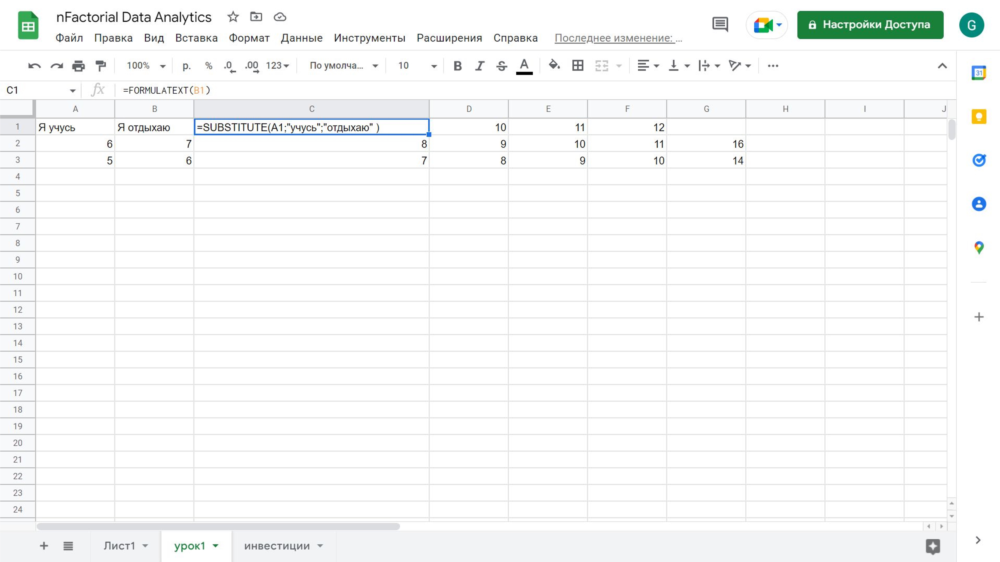 nFactorial Data Analytics
Файл Правка Вид Вставка Формат Данные Инструменты Расширения Справка Последнее изменение: ...
Настройки Доступа
G
100% р. % .0 .00 123 По умолча... 10 B I S A
31
C1 fx =FORMULATEXT(B1)
A B C D E F G H I J
1 Я учусь Я отдыхаю =SUBSTITUTE(A1;"учусь";"отдыхаю" ) 10 11 12
2 6 7 8 9 10 11 16
3 5 6 7 8 9 10 14
4
5
6
7
8
9
10
11
12
13
14
15
16
17
18
19
20
21
22
23
24
Лист1 урок1 инвестиции